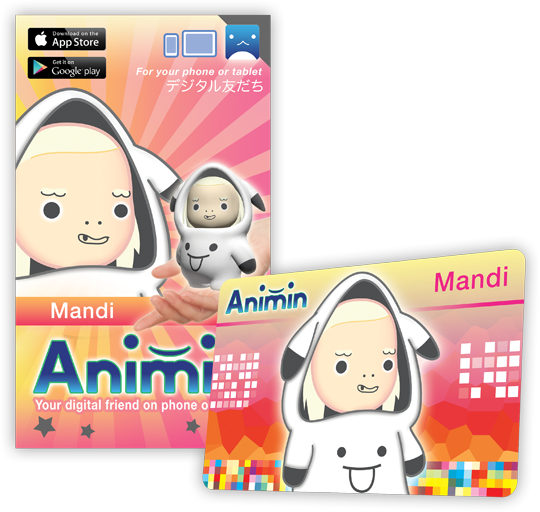 Download on the
App Store
Get it on
Google play
For your phone or tablet
デジタル友だち
Mandi
Animin
Your digital friend on phone o
Animin
Mandi